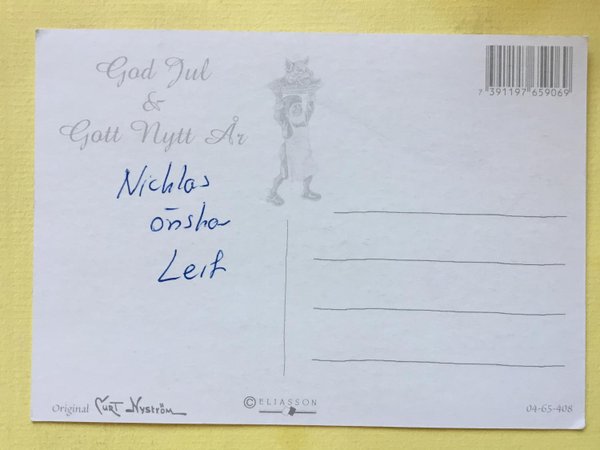 God Jul
&
Gott Nytt År
7 391197 659069
Nichlas
önskar
Leif
Original CURT NYSTRÖM
© ELIASSON
04-65-408